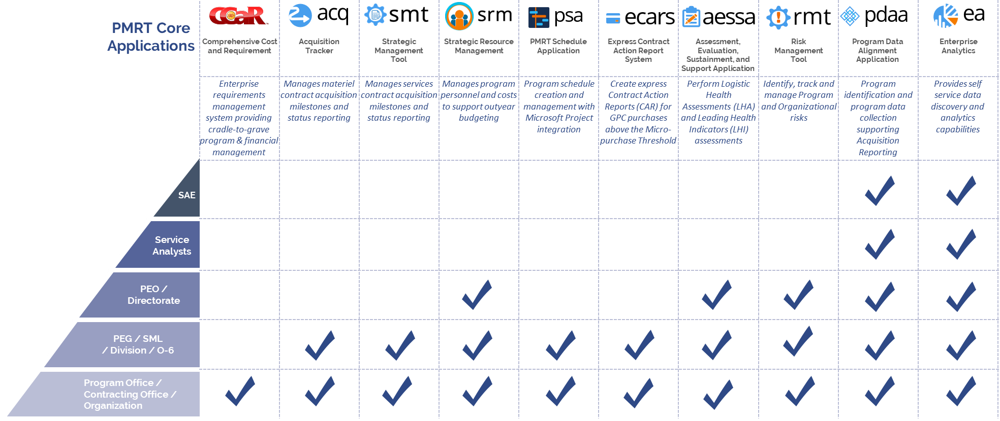 PMRT Core
Applications
CCaR
acq
smt
srm
psa
ecars
aessa
rmt
pdaa
ea
Comprehensive Cost
and Requirement
Acquisition
Tracker
Strategic
Management
Tool
Strategic Resource
Management
PMRT Schedule
Application
Express Contract
Action Report
System
Assessment,
Evaluation,
Sustainment, and
Support Application
Risk
Management
Tool
Program Data
Alignment
Application
Enterprise
Analytics
Enterprise
requirements
management
system providing
cradle-to-grave
program & financial
management
Manages materiel
contract acquisition
milestones and
status reporting
Manages services
contract acquisition
milestones and
status reporting
Manages program
personnel and costs
to support outyear
budgeting
Program schedule
creation and
management with
Microsoft Project
integration
Create express
Contract Action
Reports (CAR) for
GPC purchases
above the Micro-
purchase Threshold
Perform Logistic
Health
Assessments (LHA)
and Leading Health
Indicators (LHI)
assessments
Identify, track and
manage Program
and Organizational
risks
Program
identification and
program data
collection
supporting
Acquisition
Reporting
Provides self
service data
discovery and
analytics
capabilities
SAE
Service
Analysts
PEO /
Directorate
PEG / SML
/ Division / O-6
Program Office /
Contracting Office /
Organization